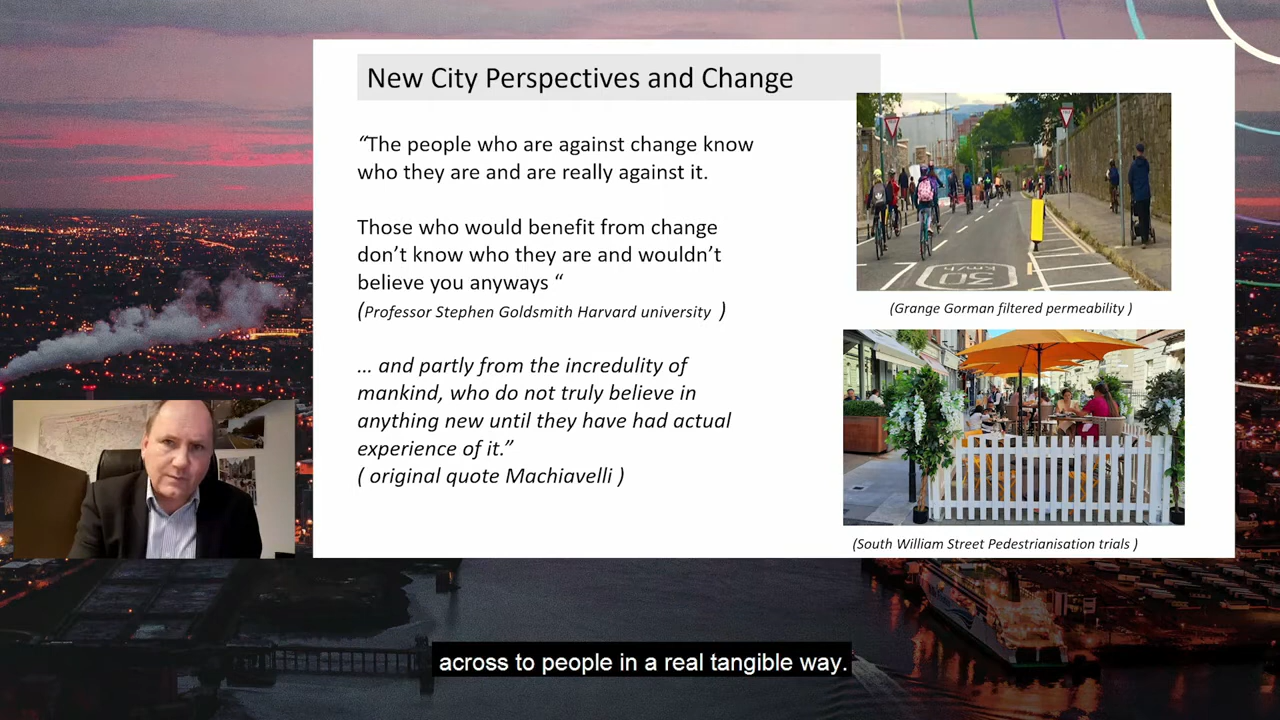 New City Perspectives and Change
“The people who are against change know
who they are and are really against it.
Those who would benefit from change
don’t know who they are and wouldn’t
believe you anyways “
(Professor Stephen Goldsmith Harvard university )
… and partly from the incredulity of
mankind, who do not truly believe in
anything new until they have had actual
experience of it.”
( original quote Machiavelli )
30
km/h
(Grange Gorman filtered permeability )
(South William Street Pedestrianisation trials )
across to people in a real tangible way.